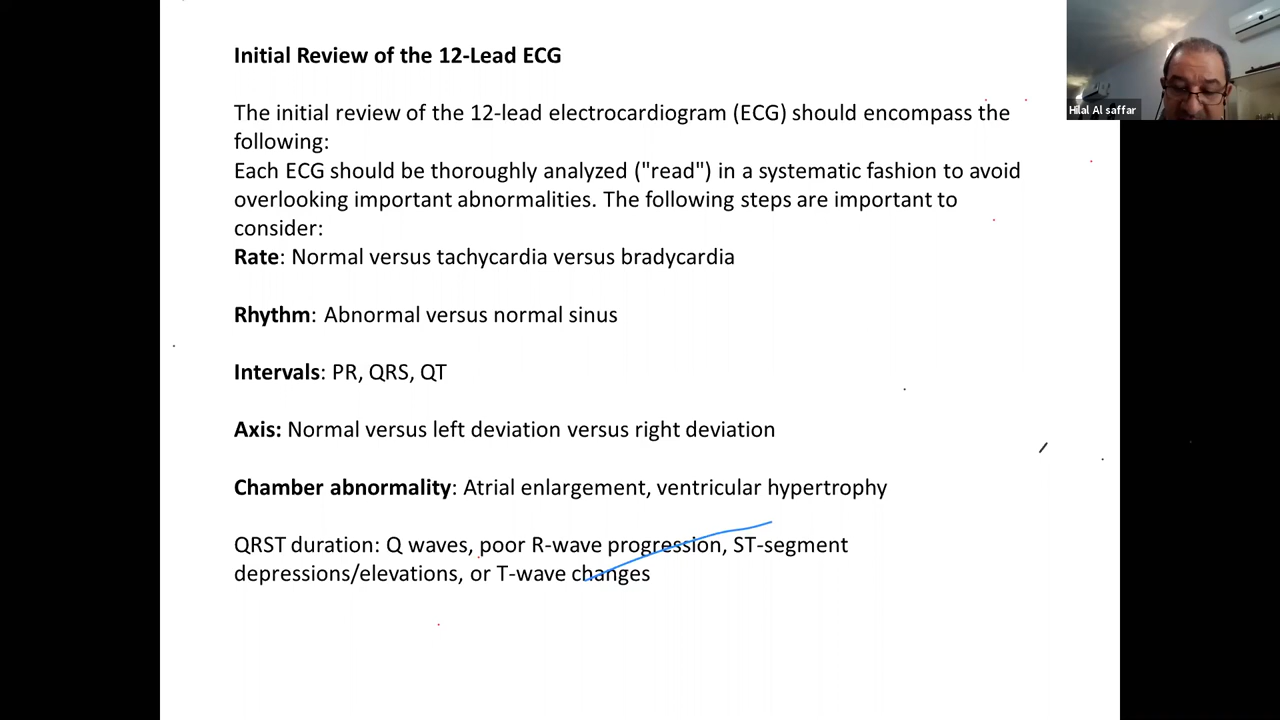 Initial Review of the 12-Lead ECG
The initial review of the 12-lead electrocardiogram (ECG) should encompass the
following:
Each ECG should be thoroughly analyzed ("read") in a systematic fashion to avoid
overlooking important abnormalities. The following steps are important to
consider:
Rate: Normal versus tachycardia versus bradycardia
Rhythm: Abnormal versus normal sinus
Intervals: PR, QRS, QT
Axis: Normal versus left deviation versus right deviation
Chamber abnormality: Atrial enlargement, ventricular hypertrophy
QRST duration: Q waves, poor R-wave progression, ST-segment
depressions/elevations, or T-wave changes
Hilal Al saffar